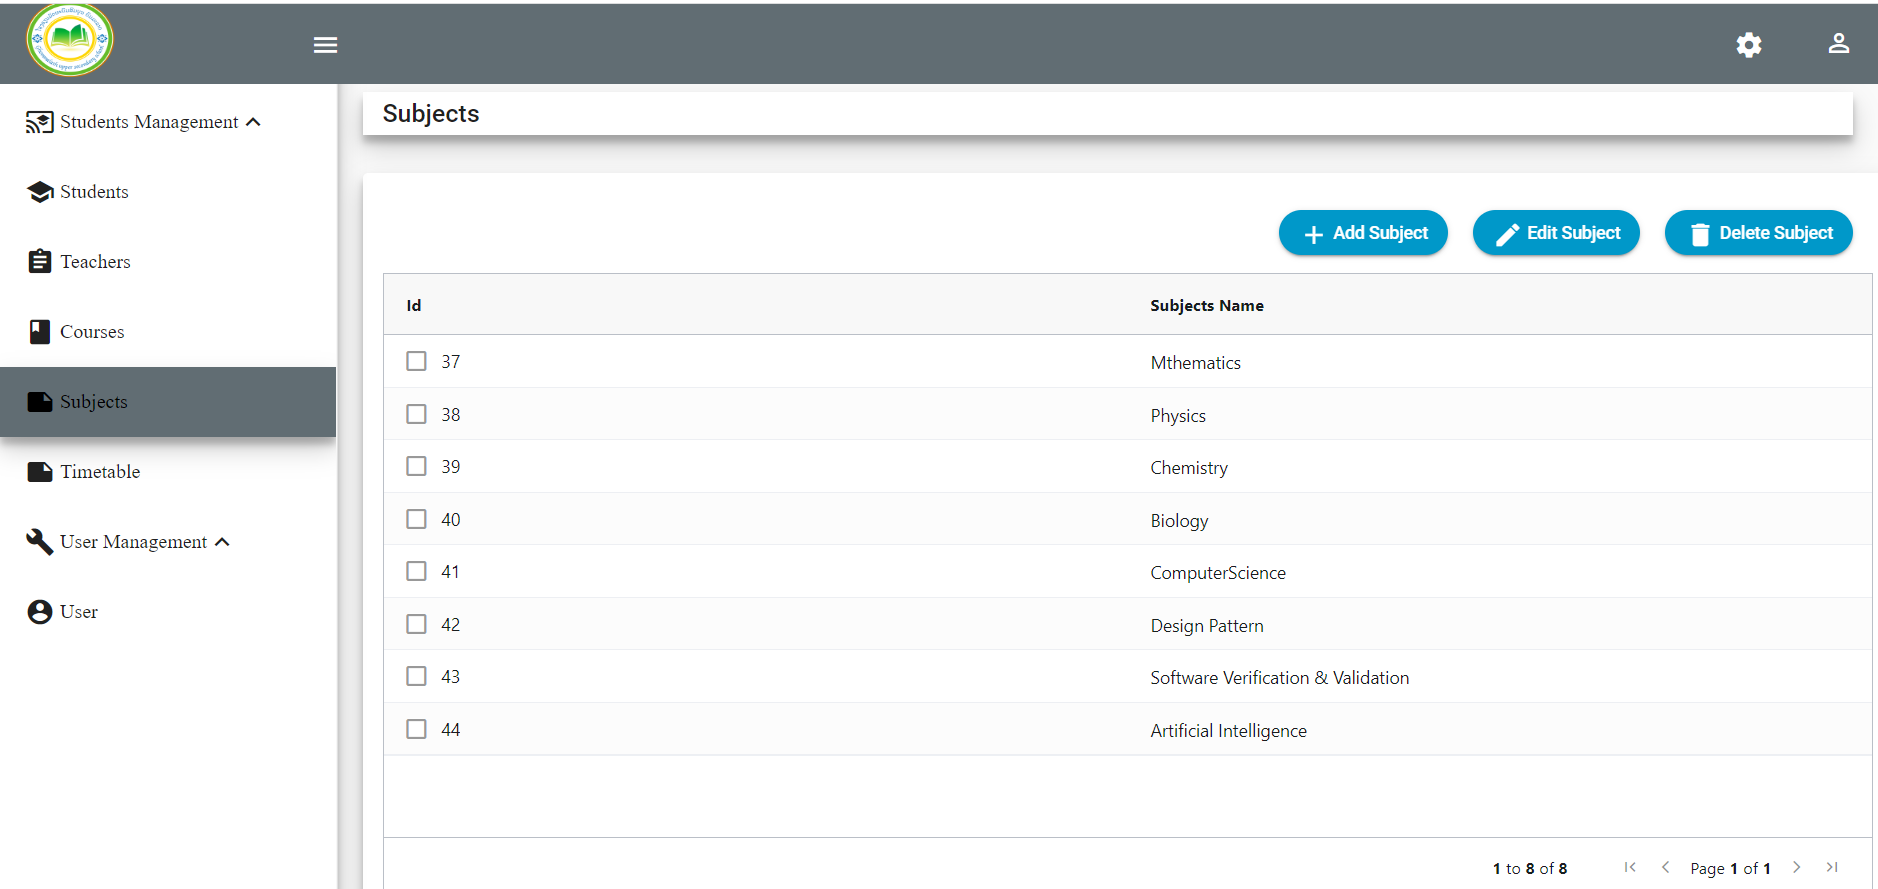 Students Management
Students
Teachers
Courses
Subjects
Timetable
User Management
User
Subjects
Add Subject
Edit Subject
Delete Subject
Id Subjects Name
37 Mthematics
38 Physics
39 Chemistry
40 Biology
41 ComputerScience
42 Design Pattern
43 Software Verification & Validation
44 Artificial Intelligence
1 to 8 of 8 Page 1 of 1